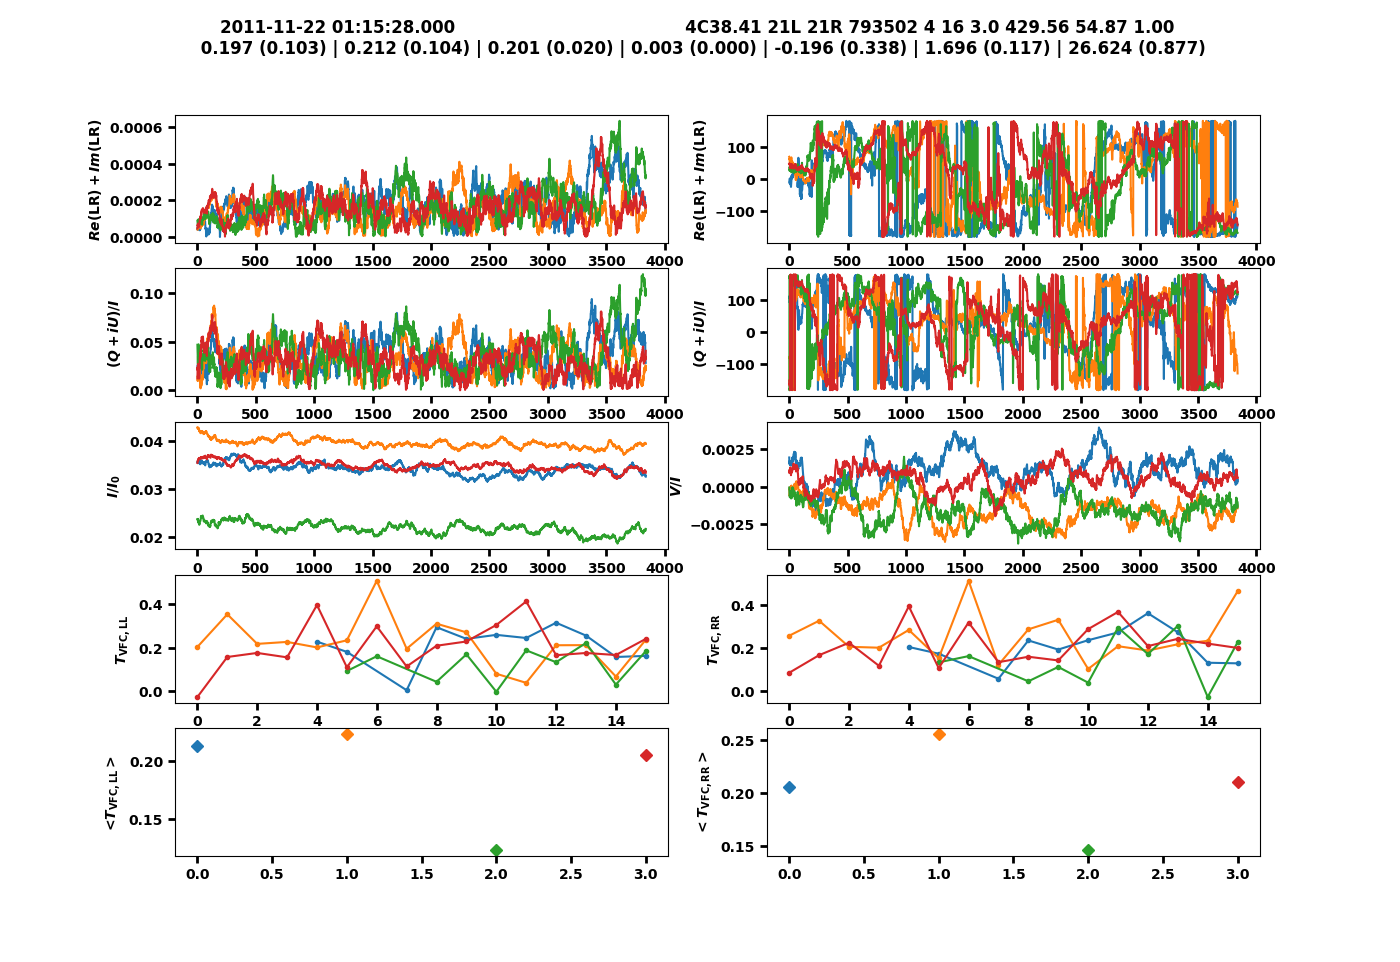 2011-11-22 01:15:28.000 4C38.41 21L 21R 793502 4 16 3.0 429.56 54.87 1.00
0.197 (0.103) | 0.212 (0.104) | 0.201 (0.020) | 0.003 (0.000) | -0.196 (0.338) | 1.696 (0.117) | 26.624 (0.877)
Re(LR) + Im(LR)
0.0006
0.0004
0.0002
0.0000
0 500 1000 1500 2000 2500 3000 3500 4000
Re(LR) + Im(LR)
100
0
−100
0 500 1000 1500 2000 2500 3000 3500 4000
(Q + iU)/I
0.10
0.05
0.00
0 500 1000 1500 2000 2500 3000 3500 4000
(Q + iU)/I
100
0
−100
0 500 1000 1500 2000 2500 3000 3500 4000
I/I0
0.04
0.03
0.02
0 500 1000 1500 2000 2500 3000 3500 4000
V/I
0.0025
0.0000
−0.0025
0 500 1000 1500 2000 2500 3000 3500 4000
TVFC, LL
0.4
0.2
0.0
0 2 4 6 8 10 12 14
TVFC, RR
0.4
0.2
0.0
0 2 4 6 8 10 12 14
<TVFC, LL >
0.20
0.15
0.0 0.5 1.0 1.5 2.0 2.5 3.0
< TVFC, RR >
0.25
0.20
0.15
0.0 0.5 1.0 1.5 2.0 2.5 3.0